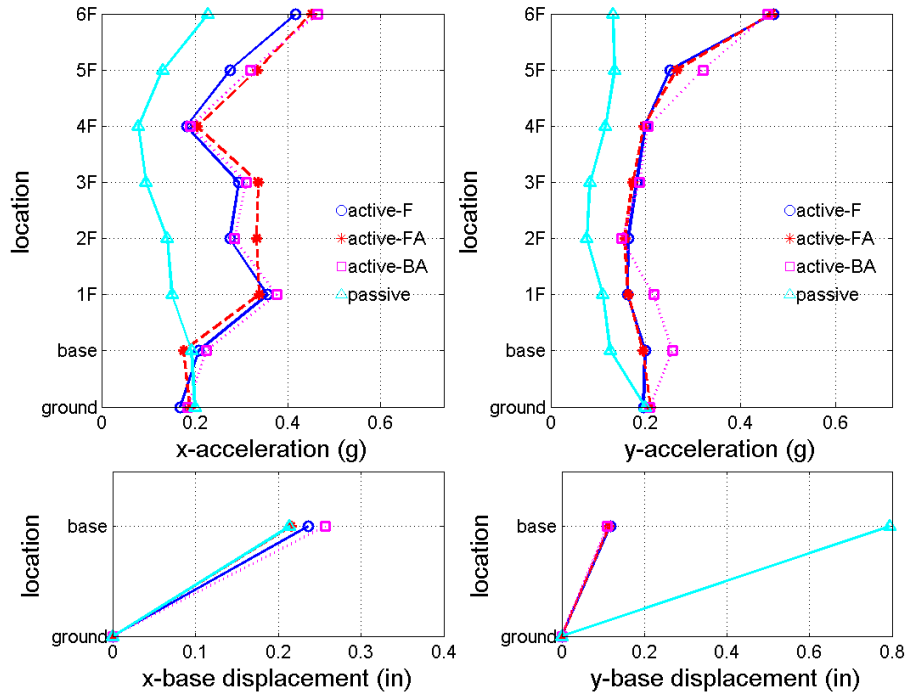 6F
5F
4F
3F
2F
1F
base
ground
location
0
0.2
0.4
0.6
x-acceleration (g)
active-F
active-FA
active-BA
passive
6F
5F
4F
3F
2F
1F
base
ground
location
0
0.2
0.4
0.6
0.8
y-acceleration (g)
active-F
active-FA
active-BA
passive
base
ground
location
0
0.1
0.2
0.3
0.4
x-base displacement (in)
base
ground
location
0
0.2
0.4
0.6
0.8
y-base displacement (in)